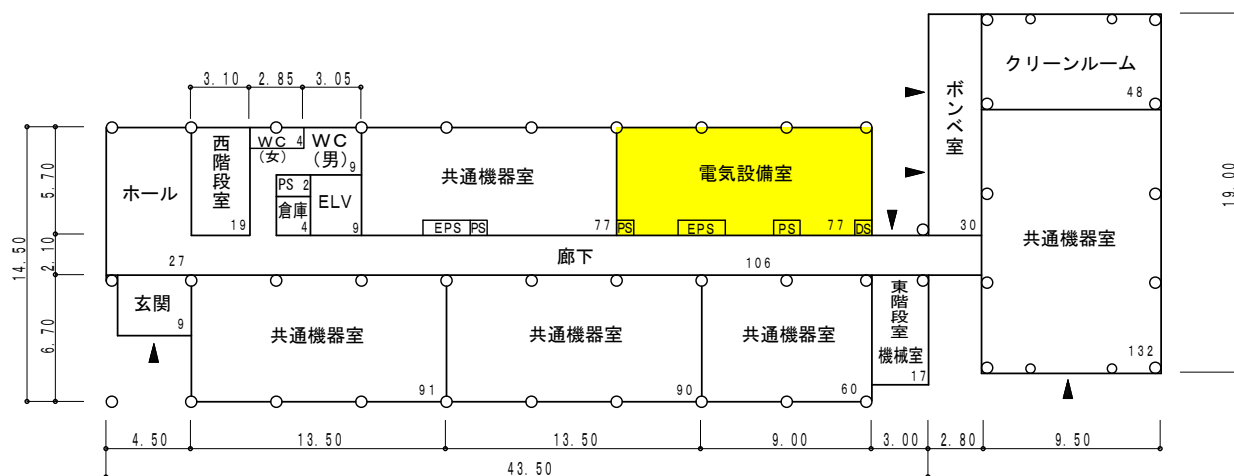 クリーンルーム
48
3.10 2.85 3.05
ボンベ室
30
19.00
14.50
5.70
2.10
6.70
ホール
27
西階段室
19
WC
(女)
4
WC
(男)
9
PS 2
倉庫
4
ELV
9
共通機器室
77
EPS PS
電気設備室
77
PS EPS PS DS
共通機器室
132
廊下
106
玄関
9
共通機器室
91
共通機器室
90
共通機器室
60
東階段室
機械室
17
4.50 13.50 13.50 9.00 3.00 2.80 9.50
43.50